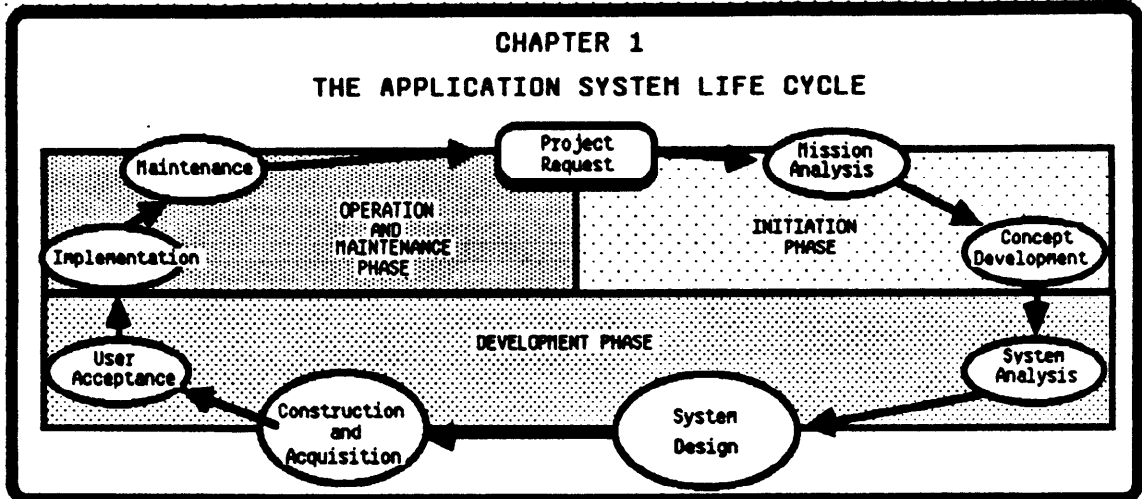 CHAPTER 1
THE APPLICATION SYSTEM LIFE CYCLE
Project
Request
Mission
Analysis
Maintenance
OPERATION
AND
MAINTENANCE
PHASE
INITIATION
PHASE
Concept
Development
Implementation
DEVELOPMENT PHASE
User
Acceptance
System
Analysis
Construction
and
Acquisition
System
Design